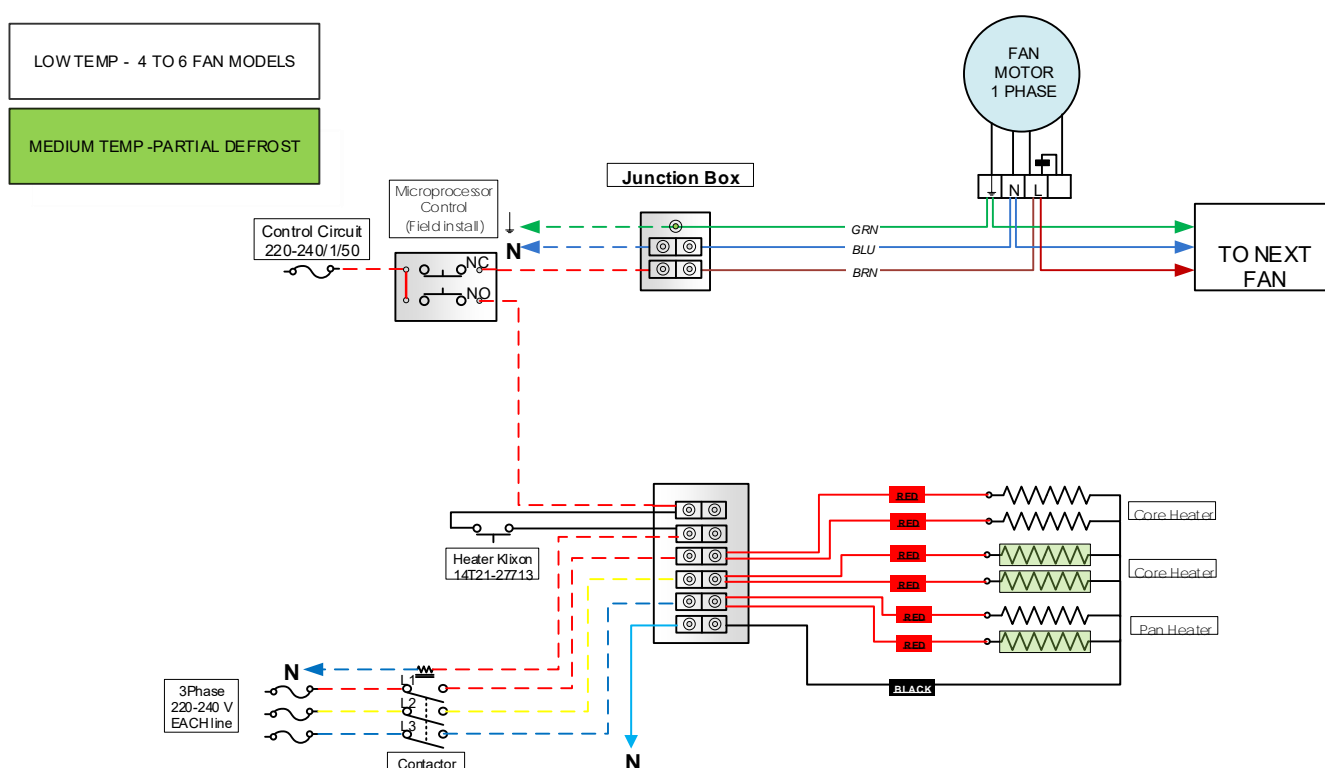 LOW TEMP - 4 TO 6 FAN MODELS
MEDIUM TEMP -PARTIAL DEFROST
FAN
MOTOR
1 PHASE
N
L
Junction Box
Microprocessor
Control
(Field install)
N
Control Circuit
220-240/1/50
NC
NO
GRN
BLU
BRN
TO NEXT
FAN
Heater Klixon
14T21-27713
RED
RED
RED
RED
RED
RED
BLACK
Core Heater
Core Heater
Pan Heater
N
3Phase
220-240 V
EACH line
L1
L2
L3
Contactor
N